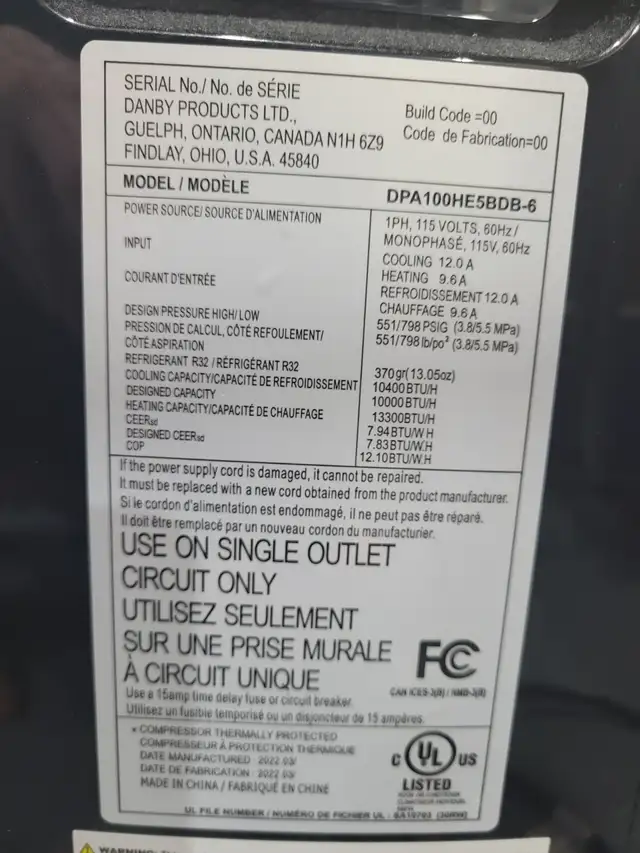 SERIAL No./ No. de SÉRIE
DANBY PRODUCTS LTD.,
GUELPH, ONTARIO, CANADA N1H 6Z9
FINDLAY, OHIO, U.S.A. 45840
Build Code =00
Code de Fabrication=00
MODEL / MODÈLE DPA100HE5BDB-6
POWER SOURCE/ SOURCE D'ALIMENTATION
1PH, 115 VOLTS, 60Hz /
MONOPHASÉ, 115V, 60Hz
INPUT
COOLING 12.0 A
HEATING 9.6 A
COURANT D'ENTRÉE
REFROIDISSEMENT 12.0 A
CHAUFFAGE 9.6 A
DESIGN PRESSURE HIGH/ LOW
PRESSION DE CALCUL, CÔTÉ REFOULEMENT/
CÔTÉ ASPIRATION
551/798 PSIG (3.8/5.5 MPa)
551/798 lb/po² (3.8/5.5 MPa)
REFRIGERANT R32 / RÉFRIGÉRANT R32 370gr(13.05oz)
COOLING CAPACITY/CAPACITÉ DE REFROIDISSEMENT 10400BTU/H
DESIGNED CAPACITY 10000BTU/H
HEATING CAPACITY/CAPACITÉ DE CHAUFFAGE 13300BTU/H
CEERsd 7.94BTU/W.H
DESIGNED CEERsd 7.83BTU/W.H
COP 12.10BTU/W.H
If the power supply cord is damaged, it cannot be repaired.
It must be replaced with a new cord obtained from the product manufacturer.
Si le cordon d'alimentation est endommagé, il ne peut pas être réparé.
Il doit être remplacé par un nouveau cordon du manufacturier.
USE ON SINGLE OUTLET
CIRCUIT ONLY
UTILISEZ SEULEMENT
SUR UNE PRISE MURALE
À CIRCUIT UNIQUE
FC
CAN ICES-3(B) / NMB-3(B)
Use a 15amp time delay fuse or circuit breaker.
Utilisez un fusible temporisé ou un disjoncteur de 15 ampères.
* COMPRESSOR THERMALLY PROTECTED
COMPRESSEUR À PROTECTION THERMIQUE
DATE MANUFACTURED : 2022.03/
DATE DE FABRICATION : 2022.03/
MADE IN CHINA / FABRIQUÉ EN CHINE
C UL US
LISTED
ROOM AIR CONDITIONER
CLIMATISEUR INDIVIDUEL
UL FILE NUMBER / NUMÉRO DE FICHIER UL :
WARNING: